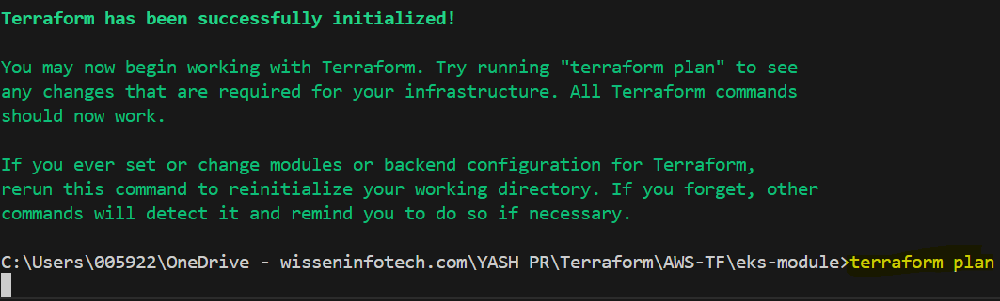 Terraform has been successfully initialized!
You may now begin working with Terraform. Try running "terraform plan" to see
any changes that are required for your infrastructure. All Terraform commands
should now work.
If you ever set or change modules or backend configuration for Terraform,
rerun this command to reinitialize your working directory. If you forget, other
commands will detect it and remind you to do so if necessary.
C:\Users\005922\OneDrive - wisseninfotech.com\YASH PR\Terraform\AWS-TF\eks-module>terraform plan